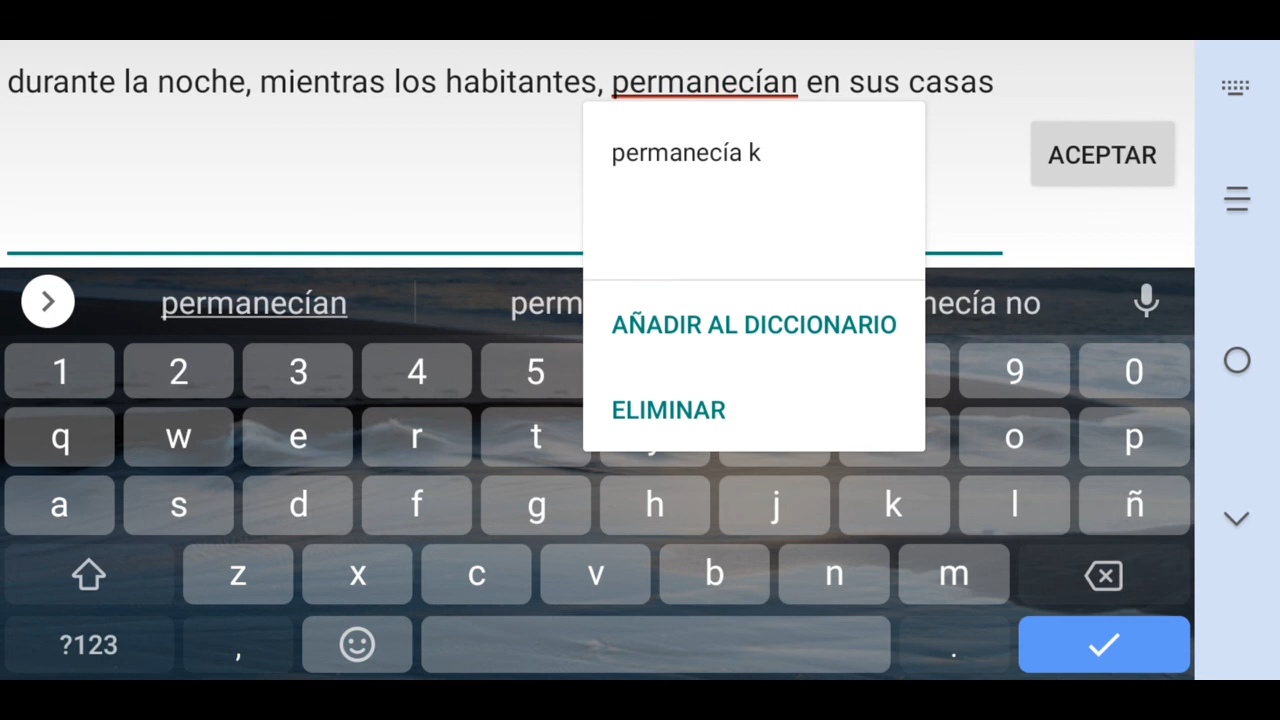 durante la noche, mientras los habitantes, permanecían en sus casas
permanecía k
ACEPTAR
AÑADIR AL DICCIONARIO
ELIMINAR
permanecían perm necía no
1 2 3 4 5 9 0
q w e r t o p
a s d f g h j k l ñ
z x c v b n m
?123 , .